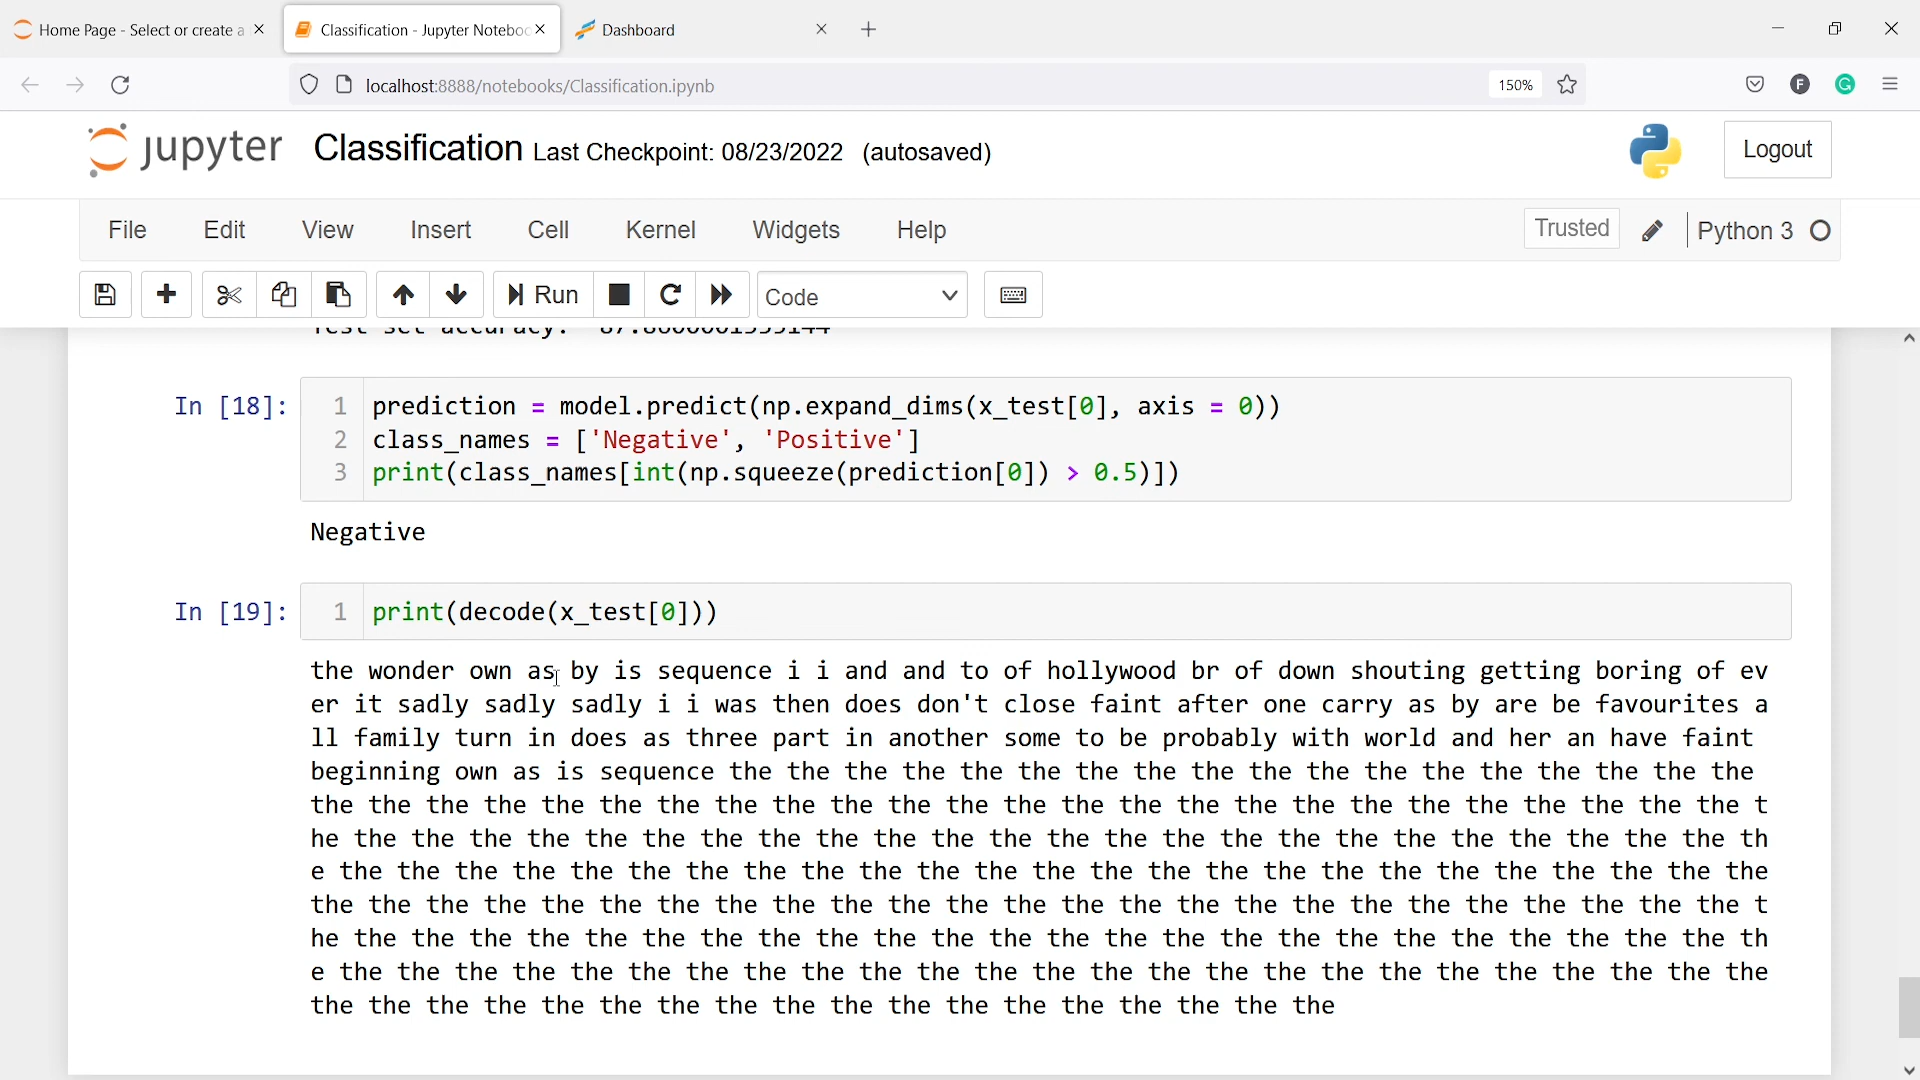 Home Page - Select or create a
Classification - Jupyter Noteboo
Dashboard
localhost:8888/notebooks/Classification.ipynb
150%
F
G
jupyter
Classification Last Checkpoint: 08/23/2022 (autosaved)
Logout
File Edit View Insert Cell Kernel Widgets Help
Trusted
Python 3
Run
Code
Test set accuracy:
In [18]:
1 prediction = model.predict(np.expand_dims(x_test[0], axis = 0))
2 class_names = ['Negative', 'Positive']
3 print(class_names[int(np.squeeze(prediction[0]) > 0.5)])
Negative
In [19]:
1 print(decode(x_test[0]))
the wonder own as by is sequence i i and and to of hollywood br of down shouting getting boring of ev
er it sadly sadly sadly i i was then does don't close faint after one carry as by are be favourites a
ll family turn in does as three part in another some to be probably with world and her an have faint
beginning own as is sequence the the the the the the the the the the the the the the the the the the
the the the the the the the the the the the the the the the the the the the the the the the the the t
he the the the the the the the the the the the the the the the the the the the the the the the the th
e the the the the the the the the the the the the the the the the the the the the the the the the the
the the the the the the the the the the the the the the the the the the the the the the the the the t
he the the the the the the the the the the the the the the the the the the the the the the the the th
e the the the the the the the the the the the the the the the the the the the the the the the the the
the the the the the the the the the the the the the the the the the the